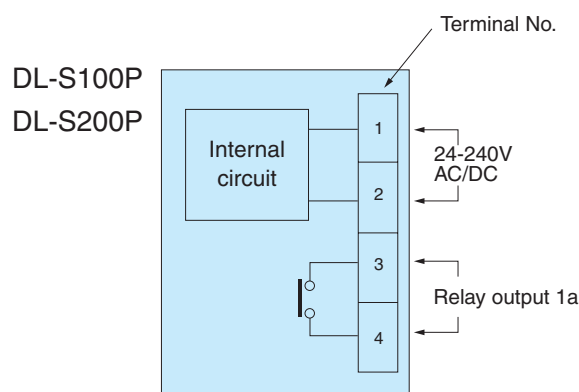 Terminal No.
DL-S100P
DL-S200P
Internal
circuit
1
2
3
4
24-240V
AC/DC
Relay output 1a